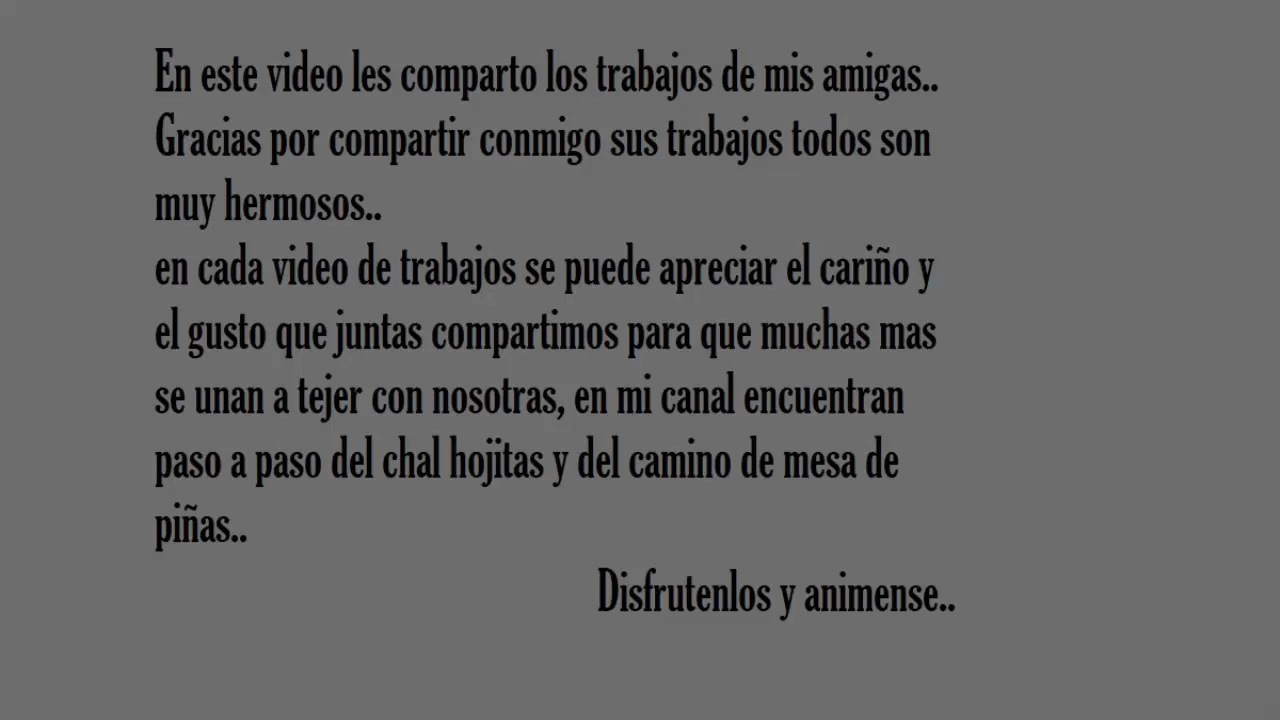 En este video les comparto los trabajos de mis amigas..
Gracias por compartir conmigo sus trabajos todos son
muy hermosos..
en cada video de trabajos se puede apreciar el cariño y
el gusto que juntas compartimos para que muchas mas
se unan a tejer con nosotras, en mi canal encuentran
paso a paso del chal hojitas y del camino de mesa de
piñas..
Disfrutenlos y animense..